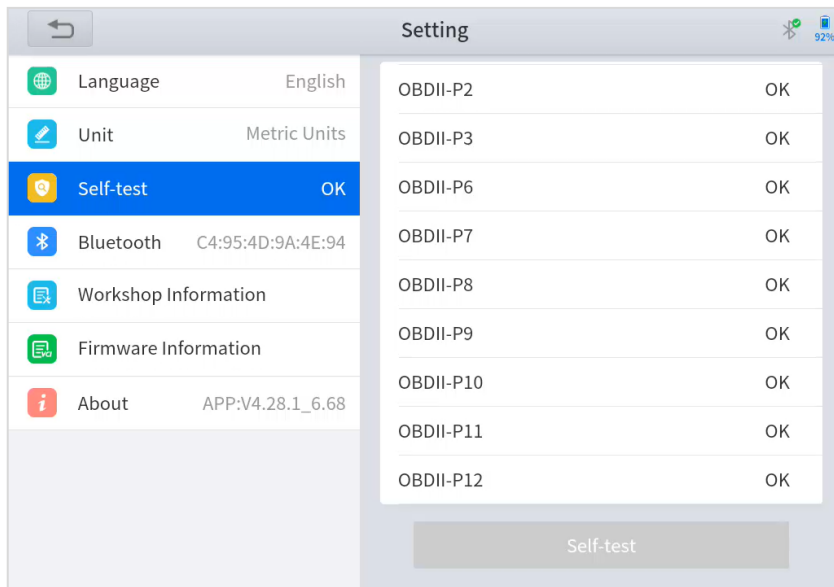 Setting
92%
Language English
Unit Metric Units
Self-test OK
Bluetooth C4:95:4D:9A:4E:94
Workshop Information
Firmware Information
About APP:V4.28.1_6.68
OBDII-P2 OK
OBDII-P3 OK
OBDII-P6 OK
OBDII-P7 OK
OBDII-P8 OK
OBDII-P9 OK
OBDII-P10 OK
OBDII-P11 OK
OBDII-P12 OK
Self-test